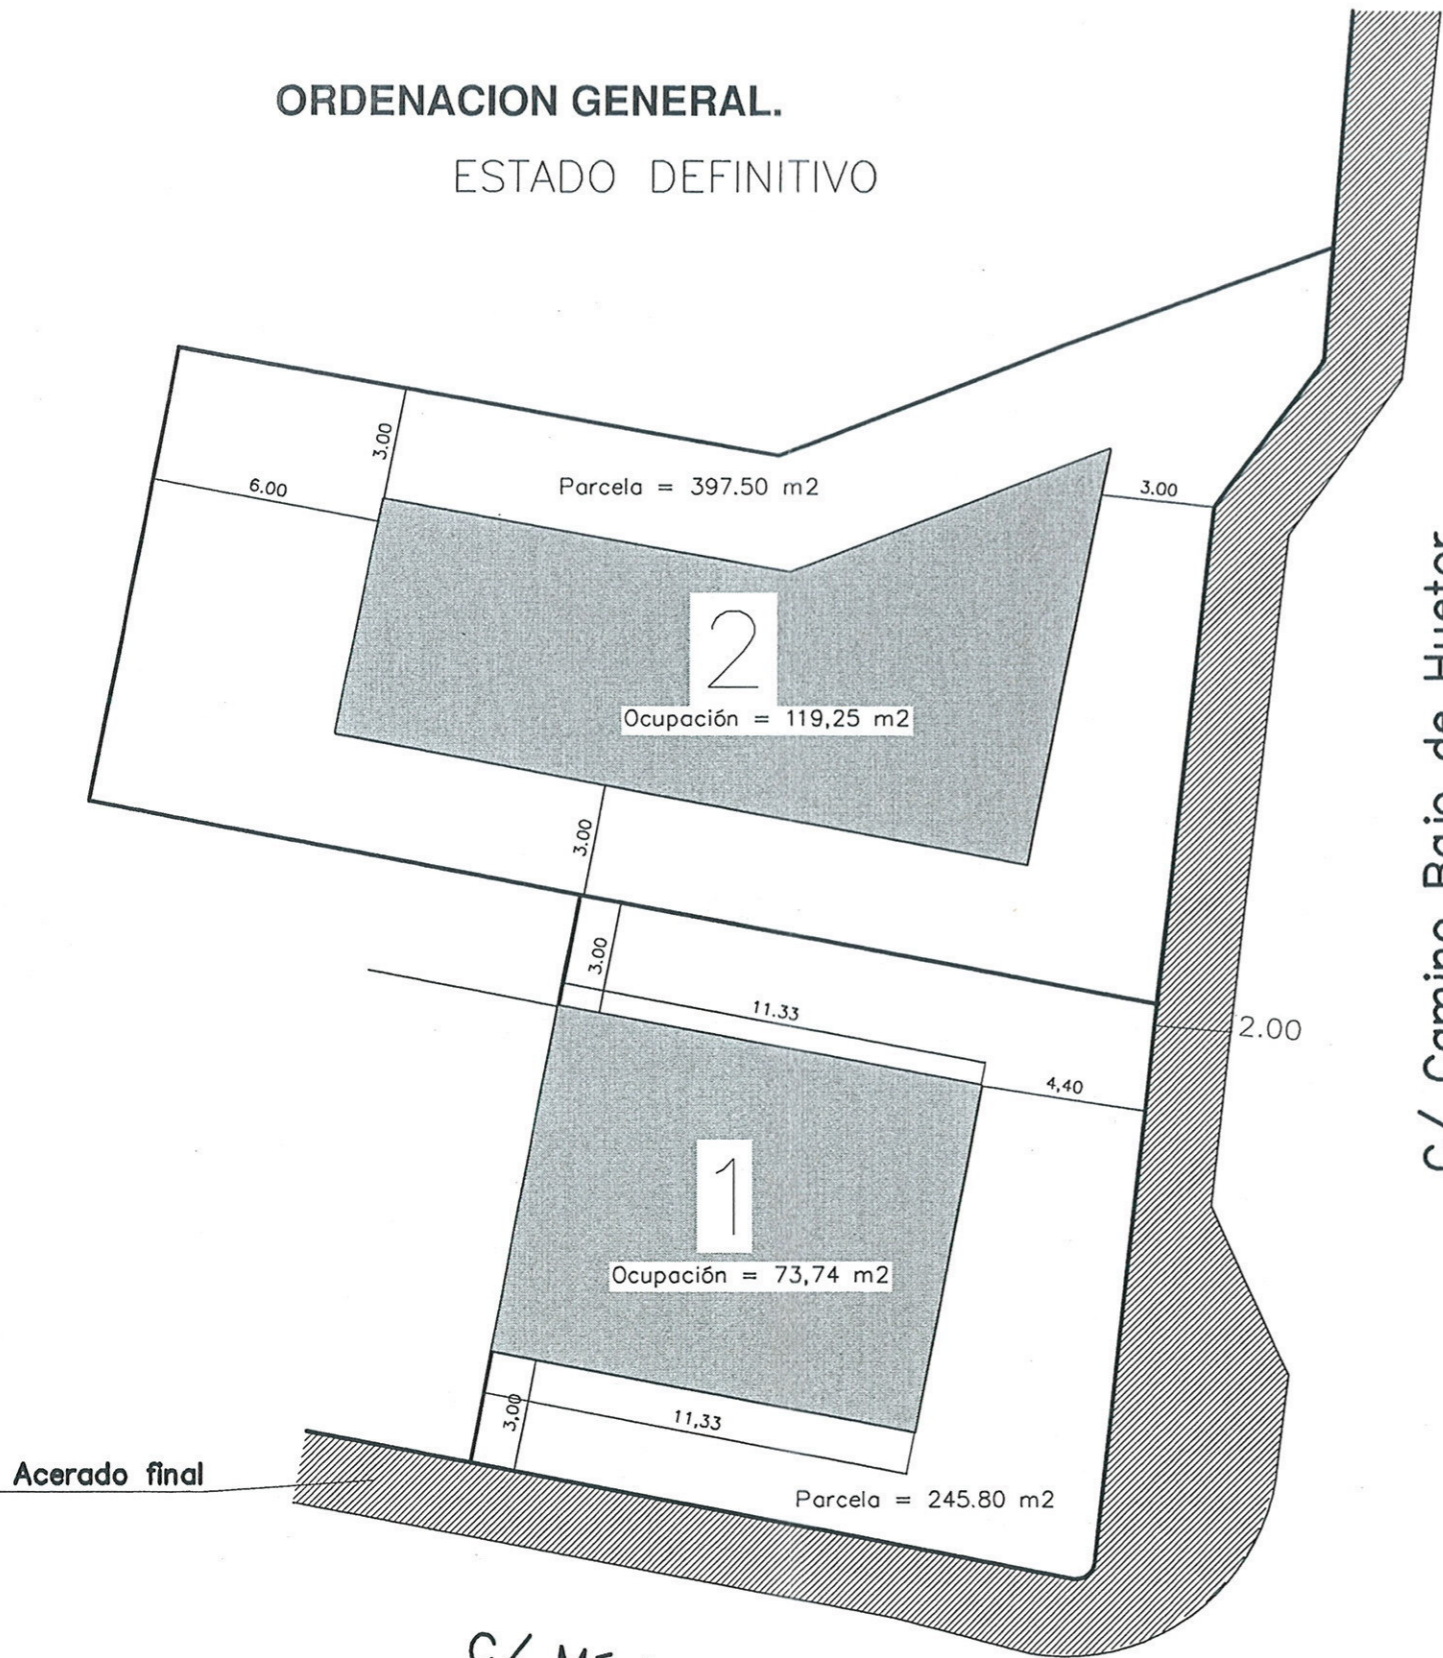 ORDENACION GENERAL.
ESTADO DEFINITIVO
3.00
6.00
Parcela = 397.50 m2
3.00
2
Ocupación = 119,25 m2
3.00
3.00
11.33
2.00
4,40
1
Ocupación = 73,74 m2
3,00
11,33
Acerado final
Parcela = 245.80 m2
C/ Camino Bajo de Huetor
C/